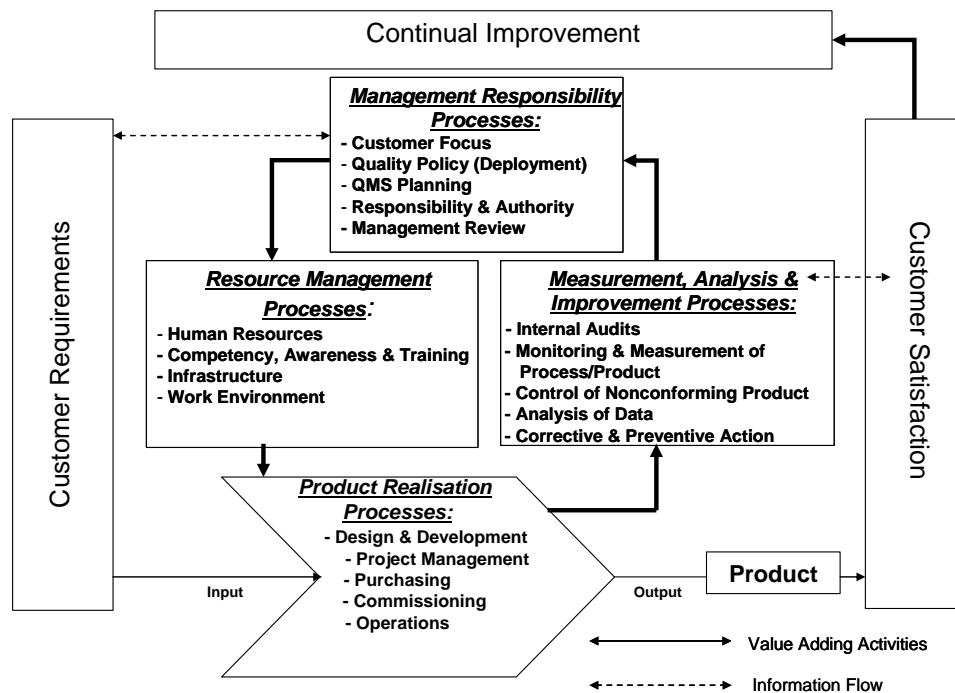 Continual Improvement
Management Responsibility
Processes:
- Customer Focus
- Quality Policy (Deployment)
- QMS Planning
- Responsibility & Authority
- Management Review
Customer Requirements
Resource Management
Processes:
- Human Resources
- Competency, Awareness & Training
- Infrastructure
- Work Environment
Measurement, Analysis &
Improvement Processes:
- Internal Audits
- Monitoring & Measurement of
Process/Product
- Control of Nonconforming Product
- Analysis of Data
- Corrective & Preventive Action
Customer Satisfaction
Product Realisation
Processes:
- Design & Development
- Project Management
- Purchasing
- Commissioning
- Operations
Input
Output
Product
Value Adding Activities
Information Flow